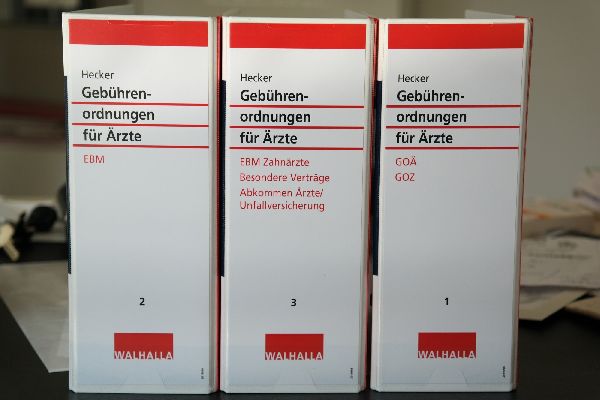 Hecker
Gebühren-
ordnungen
für Ärzte
EBM
2
WALHALLA
Hecker
Gebühren-
ordnungen
für Ärzte
EBM Zahnärzte
Besondere Verträge
Abkommen Ärzte/
Unfallversicherung
3
WALHALLA
Hecker
Gebühren-
ordnungen
für Ärzte
GOÄ
GOZ
1
WALHALLA